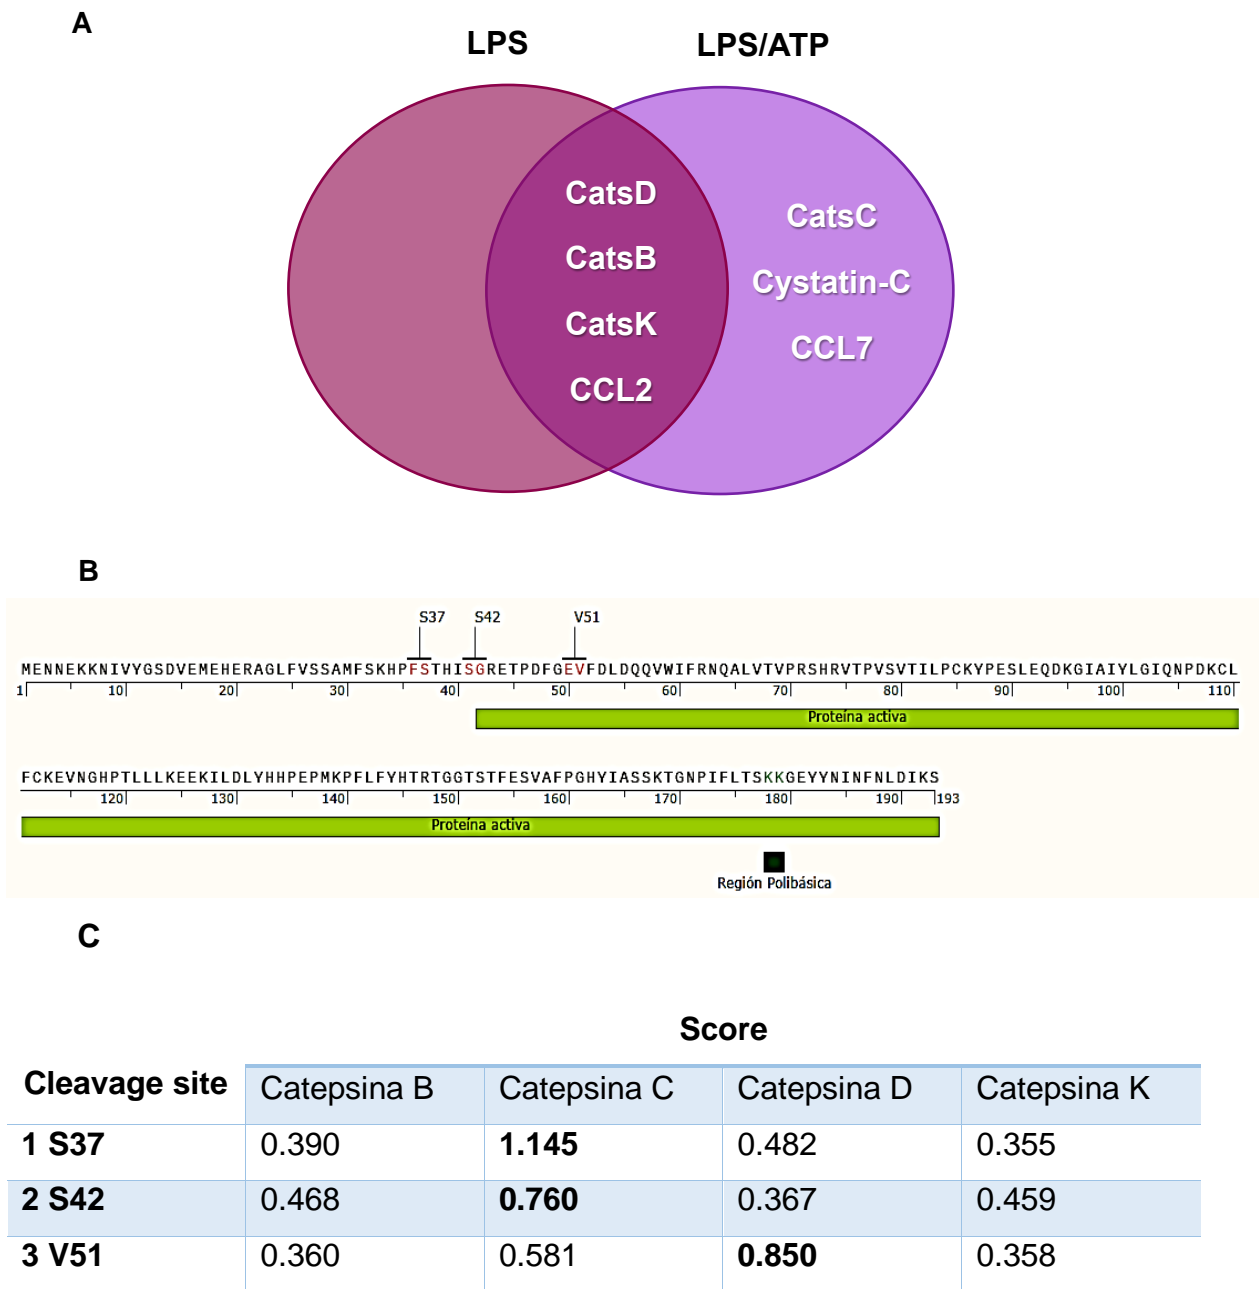 A
LPS
LPS/ATP
CatsD
CatsB
CatsK
CCL2
CatsC
Cystatin-C
CCL7
B
S37 S42 V51
MENNEKKNIVYGSDVEMEHERAGLFVSSAMFSKHPFSTHISGRETPDFGEVFDLDQQVWIFRNQALVTVPRSHRVTPVSVTILPCKYPESLEQDKGIAIYLGIQNPDKCL
1 10 20 30 40 50 60 70 80 90 100 110
Proteína activa
FCKEVNGHPTLLLKEEKILDLYHHPEPMKPFLFYHTRTGGTSTFESVAFPGHYIASSKTGNPIFLTSKKGEYYNINFNLDIKS
120 130 140 150 160 170 180 190 193
Proteína activa
Región Polibásica
C
Score
Cleavage site Catepsina B Catepsina C Catepsina D Catepsina K
1 S37 0.390 1.145 0.482 0.355
2 S42 0.468 0.760 0.367 0.459
3 V51 0.360 0.581 0.850 0.358